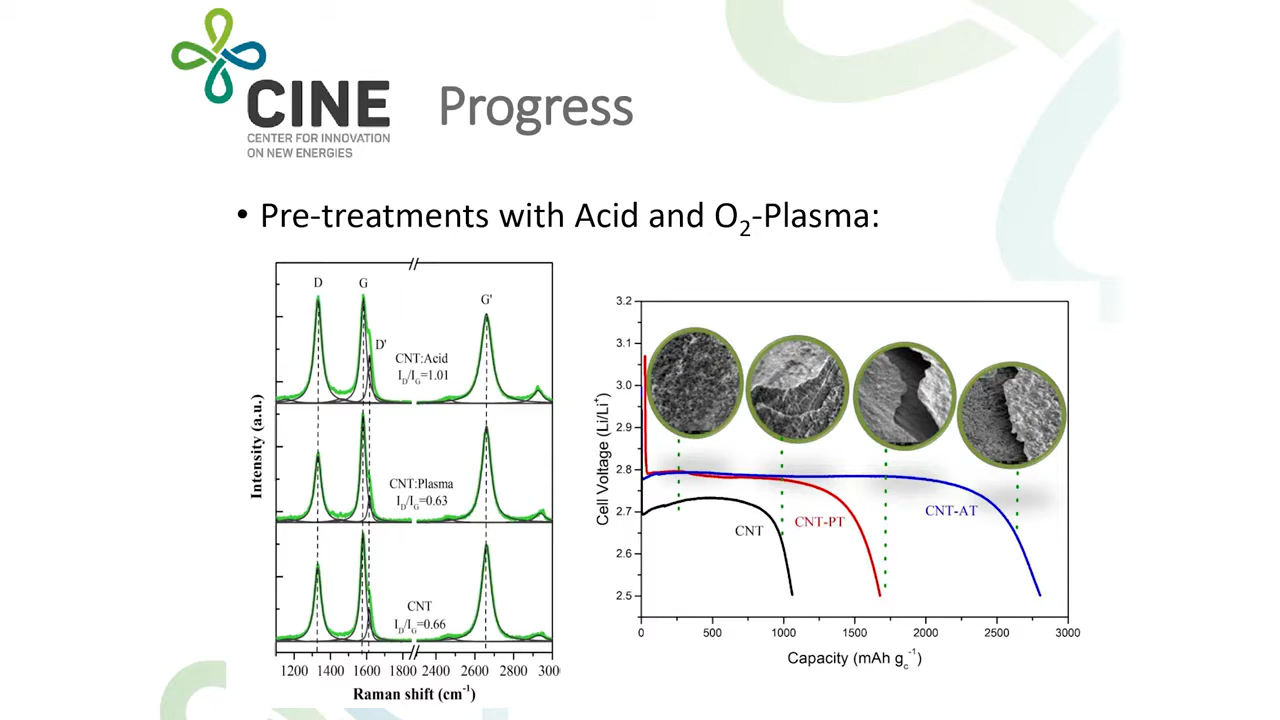 CINE
CENTER FOR INNOVATION
ON NEW ENERGIES
Progress
• Pre-treatments with Acid and O₂-Plasma:
D
G
G'
D'
CNT:Acid
I_D/I_G=1.01
CNT:Plasma
I_D/I_G=0.63
CNT
I_D/I_G=0.66
Intensity (a.u.)
1200 1400 1600 1800 2400 2600 2800 300
Raman shift (cm⁻¹)
3.2
3.1
3.0
2.9
2.8
2.7
2.6
2.5
Cell Voltage (Li/Li⁺)
CNT
CNT-PT
CNT-AT
0 500 1000 1500 2000 2500 3000
Capacity (mAh g_c⁻¹)